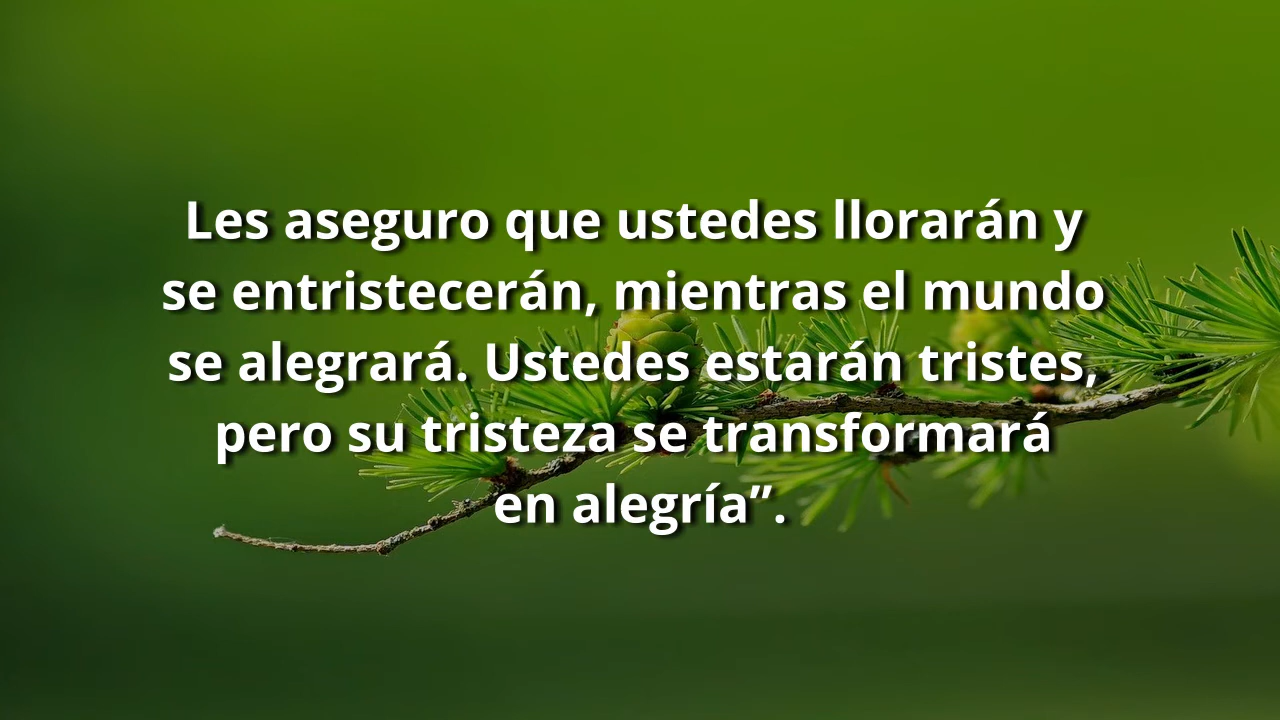 Les aseguro que ustedes llorarán y
se entristecerán, mientras el mundo
se alegrará. Ustedes estarán tristes,
pero su tristeza se transformará
en alegría”.